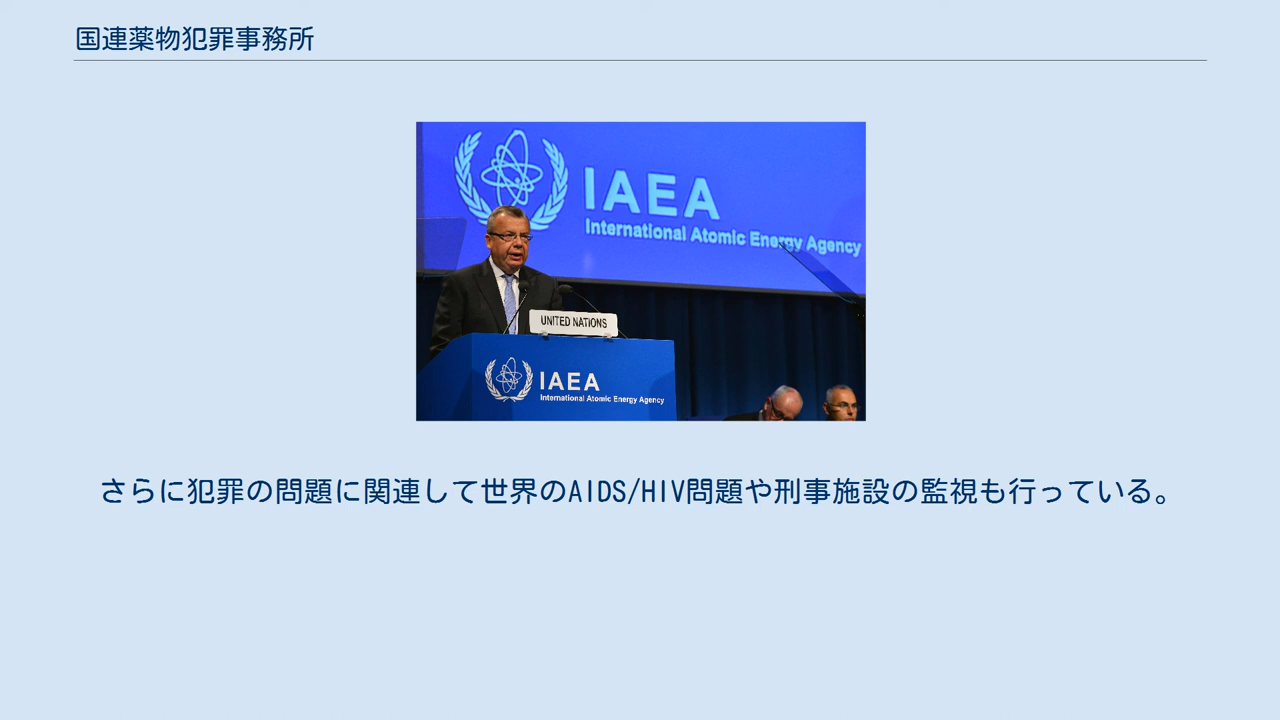 国連薬物犯罪事務所
IAEA
International Atomic Energy Agency
UNITED NATIONS
IAEA
International Atomic Energy Agency
さらに犯罪の問題に関連して世界のAIDS/HIV問題や刑事施設の監視も行っている。